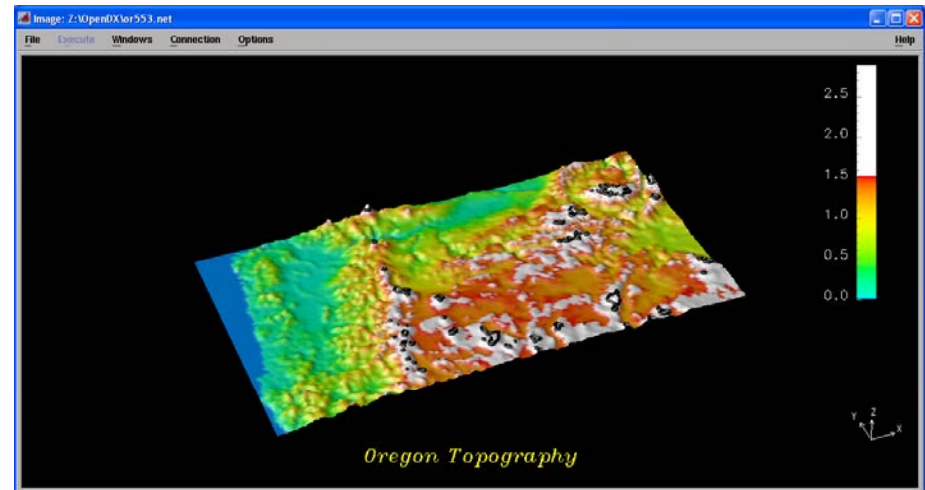 Image: Z:\OpenDX\or553.net
File Execute Windows Connection Options Help
2.5
2.0
1.5
1.0
0.5
0.0
Y Z X
Oregon Topography